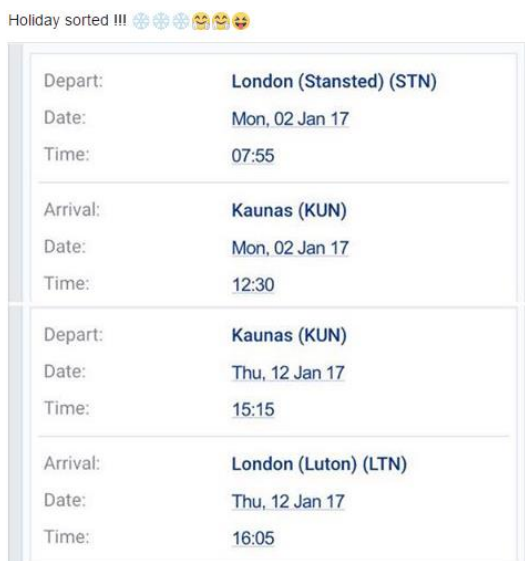 Holiday sorted !!! ❄️❄️❄️🤗🤗😝
Depart: London (Stansted) (STN)
Date: Mon, 02 Jan 17
Time: 07:55
Arrival: Kaunas (KUN)
Date: Mon, 02 Jan 17
Time: 12:30
Depart: Kaunas (KUN)
Date: Thu, 12 Jan 17
Time: 15:15
Arrival: London (Luton) (LTN)
Date: Thu, 12 Jan 17
Time: 16:05